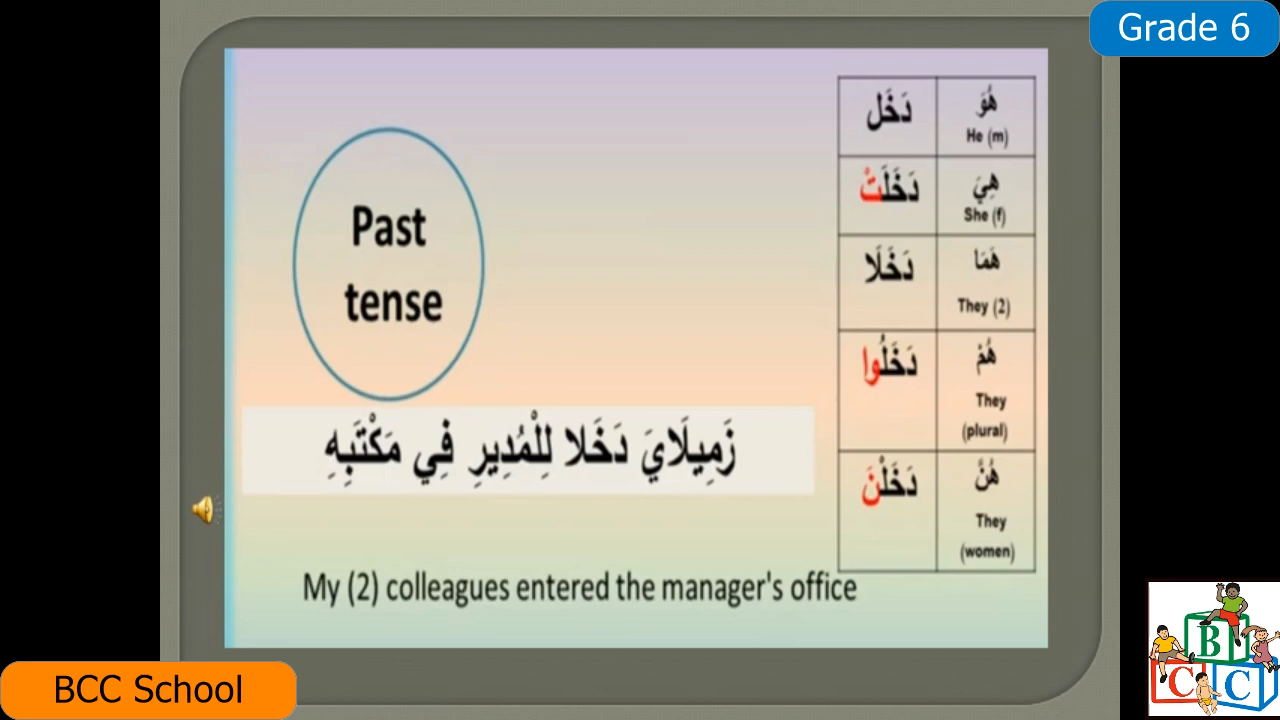 Grade 6
هُوَ دَخَل
He (m)
هِيَ دَخَلَتْ
She (f)
هَمَا دَخَلَا
They (2)
هُمْ دَخَلُوا
They
(plural)
هُنَّ دَخَلْنَ
They
(women)
Past
tense
زَمِيلَايَ دَخَلا لِلْمُدِيرِ فِي مَكْتَبِهِ
My (2) colleagues entered the manager's office
BCC School
B
C C